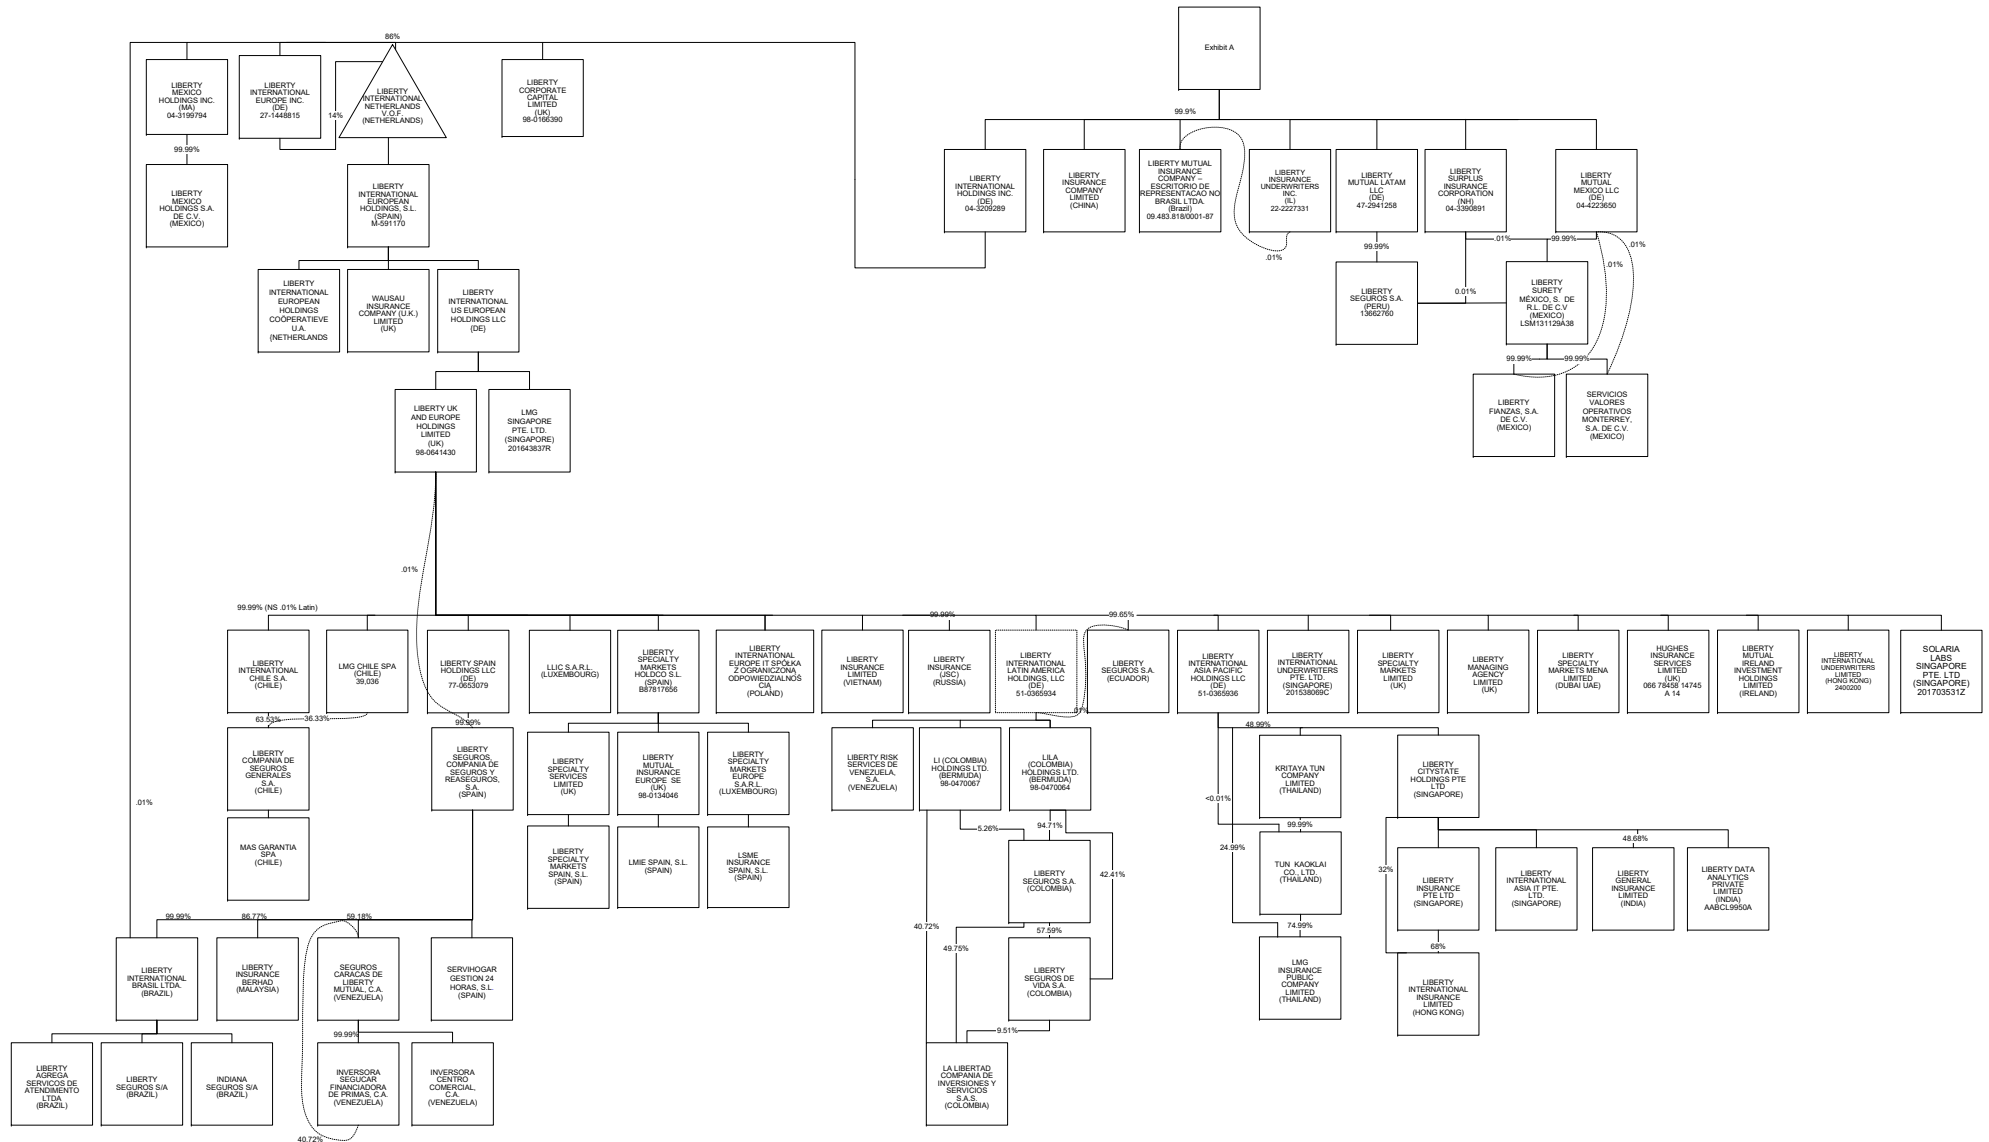 Exhibit A
86%
LIBERTY
MEXICO
HOLDINGS INC.
(MA)
04-3199794
LIBERTY
INTERNATIONAL
EUROPE INC.
(DE)
27-1448815
14%
LIBERTY
INTERNATIONAL
NETHERLANDS
V.O.F.
(NETHERLANDS)
LIBERTY
CORPORATE
CAPITAL
LIMITED
(UK)
98-0166390
99.9%
99.99%
LIBERTY
MEXICO
HOLDINGS S.A.
DE C.V.
(MEXICO)
LIBERTY
INTERNATIONAL
EUROPEAN
HOLDINGS, S.L.
(SPAIN)
M-591170
LIBERTY
INTERNATIONAL
HOLDINGS INC.
(DE)
04-3209289
LIBERTY
INSURANCE
COMPANY
LIMITED
(CHINA)
LIBERTY MUTUAL
INSURANCE
COMPANY –
ESCRITORIO DE
REPRESENTACAO NO
BRASIL LTDA.
(Brazil)
09.483.818/0001-87
LIBERTY
INSURANCE
UNDERWRITERS
INC.
(IL)
22-2227331
LIBERTY
MUTUAL LATAM
LLC
(DE)
47-2941258
LIBERTY
SURPLUS
INSURANCE
CORPORATION
(NH)
04-3390891
LIBERTY
MUTUAL
MEXICO LLC
(DE)
04-4223650
.01%
99.99%
.01%
99.99%
.01%
.01%
LIBERTY
INTERNATIONAL
EUROPEAN
HOLDINGS
COÖPERATIEVE
U.A.
(NETHERLANDS
WAUSAU
INSURANCE
COMPANY (U.K.)
LIMITED
(UK)
LIBERTY
INTERNATIONAL
US EUROPEAN
HOLDINGS LLC
(DE)
LIBERTY
SEGUROS S.A.
(PERU)
13662760
0.01%
LIBERTY
SURETY
MÉXICO, S. DE
R.L. DE C.V
(MEXICO)
LSM131129A38
99.99%
99.99%
LIBERTY UK
AND EUROPE
HOLDINGS
LIMITED
(UK)
98-0641430
LMG
SINGAPORE
PTE. LTD.
(SINGAPORE)
201643837R
LIBERTY
FIANZAS, S.A.
DE C.V.
(MEXICO)
SERVICIOS
VALORES
OPERATIVOS
MONTERREY,
S.A. DE C.V.
(MEXICO)
.01%
99.99% (NS .01% Latin)
99.99%
99.65%
LIBERTY
INTERNATIONAL
CHILE S.A.
(CHILE)
LMG CHILE SPA
(CHILE)
39,036
LIBERTY SPAIN
HOLDINGS LLC
(DE)
77-0653079
LLIC S.A.R.L.
(LUXEMBOURG)
LIBERTY
SPECIALTY
MARKETS
HOLDCO S.L.
(SPAIN)
B87817656
LIBERTY
INTERNATIONAL
EUROPE IT SPÓŁKA
Z OGRANICZONĄ
ODPOWIEDZIALNOŚ
CIA
(POLAND)
LIBERTY
INSURANCE
LIMITED
(VIETNAM)
LIBERTY
INSURANCE
(JSC)
(RUSSIA)
LIBERTY
INTERNATIONAL
LATIN AMERICA
HOLDINGS, LLC
(DE)
51-0365934
LIBERTY
SEGUROS S.A.
(ECUADOR)
LIBERTY
INTERNATIONAL
ASIA PACIFIC
HOLDINGS LLC
(DE)
51-0365936
LIBERTY
INTERNATIONAL
UNDERWRITERS
PTE. LTD.
(SINGAPORE)
201538069C
LIBERTY
SPECIALTY
MARKETS
LIMITED
(UK)
LIBERTY
MANAGING
AGENCY
LIMITED
(UK)
LIBERTY
SPECIALTY
MARKETS MENA
LIMITED
(DUBAI UAE)
HUGHES
INSURANCE
SERVICES
LIMITED
(UK)
066 78458 14745
A 14
LIBERTY
MUTUAL
IRELAND
INVESTMENT
HOLDINGS
LIMITED
(IRELAND)
LIBERTY
INTERNATIONAL
UNDERWRITERS
LIMITED
(HONG KONG)
2400200
SOLARIA
LABS
SINGAPORE
PTE. LTD
(SINGAPORE)
201703531Z
63.53%
36.33%
99.99%
.01%
48.99%
LIBERTY
COMPANIA DE
SEGUROS
GENERALES
S.A.
(CHILE)
LIBERTY
SEGUROS,
COMPANIA DE
SEGUROS Y
REASEGUROS,
S.A.
(SPAIN)
LIBERTY
SPECIALTY
SERVICES
LIMITED
(UK)
LIBERTY
MUTUAL
INSURANCE
EUROPE SE
(UK)
98-0134046
LIBERTY
SPECIALTY
MARKETS
EUROPE
S.A.R.L.
(LUXEMBOURG)
LIBERTY RISK
SERVICES DE
VENEZUELA,
S.A.
(VENEZUELA)
LI (COLOMBIA)
HOLDINGS LTD.
(BERMUDA)
98-0470067
LILA
(COLOMBIA)
HOLDINGS LTD.
(BERMUDA)
98-0470064
KRITAYA TUN
COMPANY
LIMITED
(THAILAND)
LIBERTY
CITYSTATE
HOLDINGS PTE
LTD
(SINGAPORE)
.01%
<0.01%
5.26%
94.71%
99.99%
24.99%
48.68%
MAS GARANTIA
SPA
(CHILE)
LIBERTY
SPECIALTY
MARKETS
SPAIN, S.L.
(SPAIN)
LMIE SPAIN, S.L.
(SPAIN)
LSME
INSURANCE
SPAIN, S.L.
(SPAIN)
LIBERTY
SEGUROS S.A.
(COLOMBIA)
42.41%
TUN KAOKLAI
CO., LTD.
(THAILAND)
32%
LIBERTY
INSURANCE
PTE LTD
(SINGAPORE)
LIBERTY
INTERNATIONAL
ASIA IT PTE.
LTD.
(SINGAPORE)
LIBERTY
GENERAL
INSURANCE
LIMITED
(INDIA)
LIBERTY DATA
ANALYTICS
PRIVATE
LIMITED
(INDIA)
AABCL9950A
99.99%
86.77%
59.18%
40.72%
49.75%
57.59%
74.99%
68%
LIBERTY
INTERNATIONAL
BRASIL LTDA.
(BRAZIL)
LIBERTY
INSURANCE
BERHAD
(MALAYSIA)
SEGUROS
CARACAS DE
LIBERTY
MUTUAL, C.A.
(VENEZUELA)
SERVIHOGAR
GESTION 24
HORAS, S.L.
(SPAIN)
LIBERTY
SEGUROS DE
VIDA S.A.
(COLOMBIA)
LMG
INSURANCE
PUBLIC
COMPANY
LIMITED
(THAILAND)
LIBERTY
INTERNATIONAL
INSURANCE
LIMITED
(HONG KONG)
99.99%
9.51%
LIBERTY
AGREGA
SERVICOS DE
ATENDIMENTO
LTDA
(BRAZIL)
LIBERTY
SEGUROS S/A
(BRAZIL)
INDIANA
SEGUROS S/A
(BRAZIL)
INVERSORA
SEGUCAR
FINANCIADORA
DE PRIMAS, C.A.
(VENEZUELA)
INVERSORA
CENTRO
COMERCIAL,
C.A.
(VENEZUELA)
LA LIBERTAD
COMPANIA DE
INVERSIONES Y
SERVICIOS
S.A.S.
(COLOMBIA)
40.72%